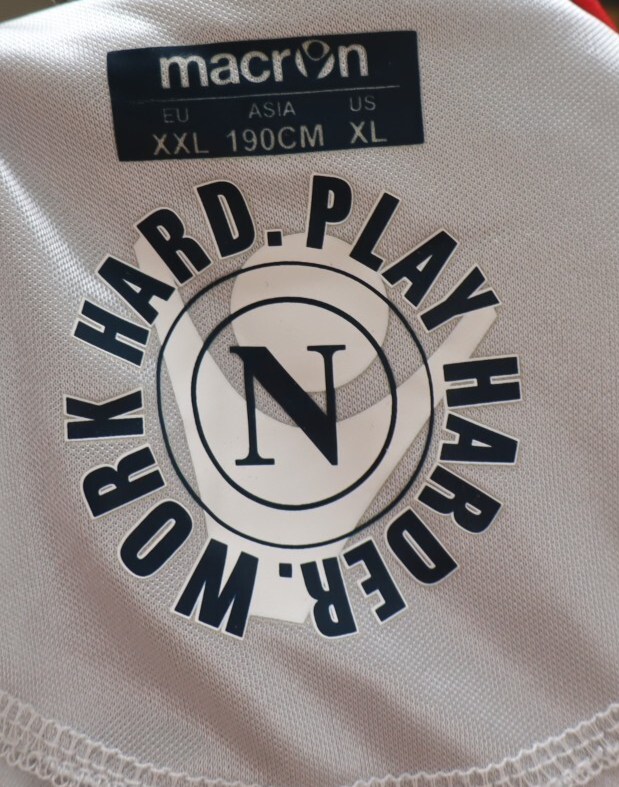 macron
EU ASIA US
XXL 190CM XL
WORK HARD. PLAY HARDER.
N